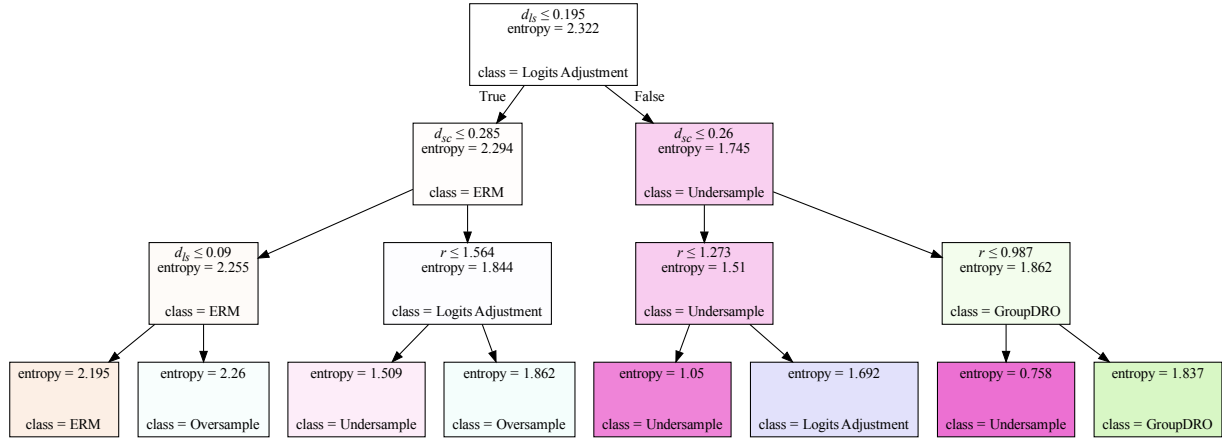 d_ls ≤ 0.195
entropy = 2.322
class = Logits Adjustment
True
False
d_sc ≤ 0.285
entropy = 2.294
class = ERM
d_sc ≤ 0.26
entropy = 1.745
class = Undersample
d_ls ≤ 0.09
entropy = 2.255
class = ERM
r ≤ 1.564
entropy = 1.844
class = Logits Adjustment
r ≤ 1.273
entropy = 1.51
class = Undersample
r ≤ 0.987
entropy = 1.862
class = GroupDRO
entropy = 2.195
class = ERM
entropy = 2.26
class = Oversample
entropy = 1.509
class = Undersample
entropy = 1.862
class = Oversample
entropy = 1.05
class = Undersample
entropy = 1.692
class = Logits Adjustment
entropy = 0.758
class = Undersample
entropy = 1.837
class = GroupDRO